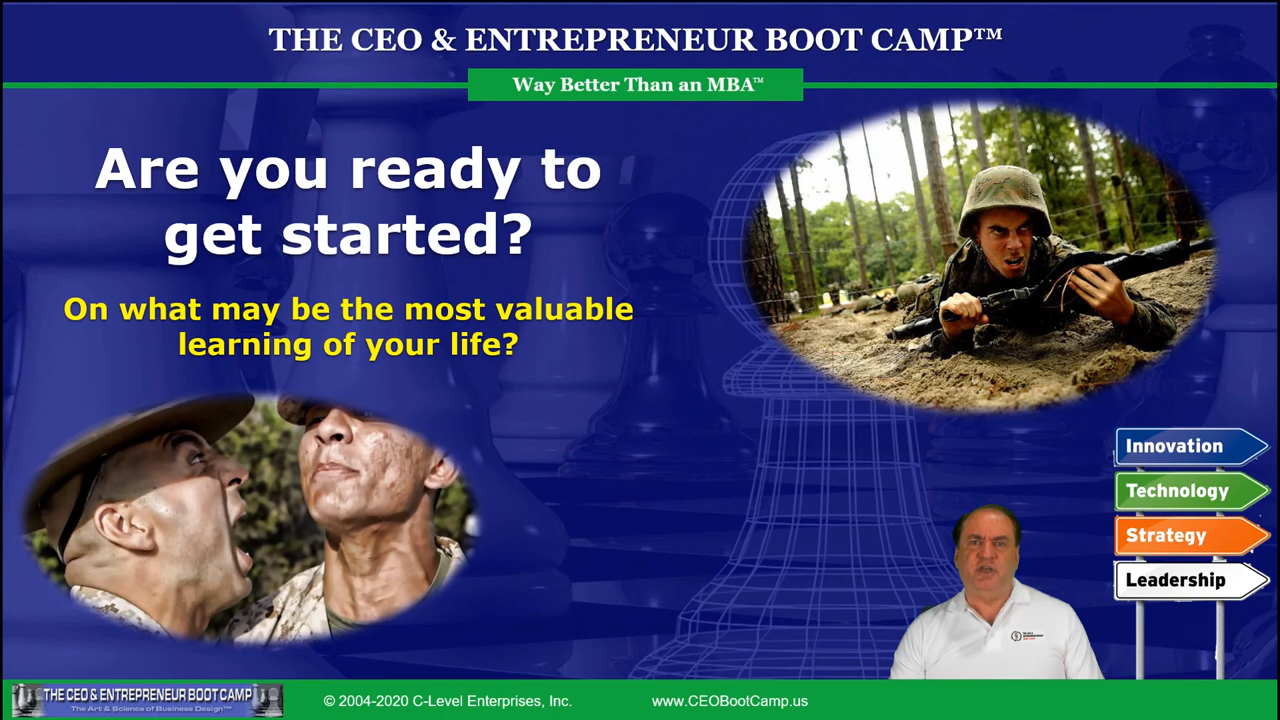 THE CEO & ENTREPRENEUR BOOT CAMP™
Way Better Than an MBA™
Are you ready to
get started?
On what may be the most valuable
learning of your life?
Innovation
Technology
Strategy
Leadership
THE CEO & ENTREPRENEUR BOOT CAMP
The Art & Science of Business Design™
© 2004-2020 C-Level Enterprises, Inc.
www.CEOBootCamp.us